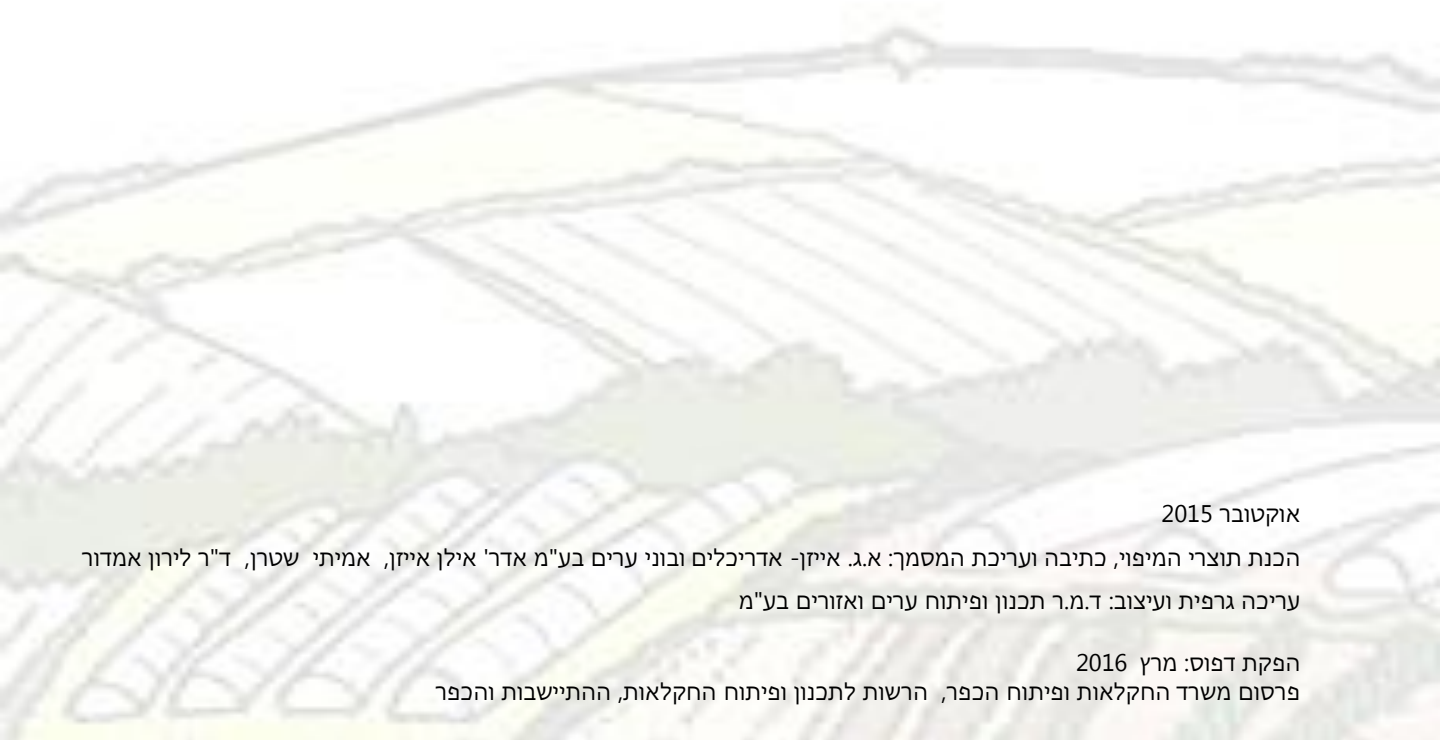 אוקטובר 2015
הכנת תוצרי המיפוי, כתיבה ועריכת המסמך: א.ג. אייזן- אדריכלים ובוני ערים בע"מ אדר' אילן אייזן, אמיתי שטרן, ד"ר לירון אמדור
עריכה גרפית ועיצוב: ד.מ.ר תכנון ופיתוח ערים ואזורים בע"מ
הפקת דפוס: מרץ 2016
פרסום משרד החקלאות ופיתוח הכפר, הרשות לתכנון ופיתוח החקלאות, ההתיישבות והכפר